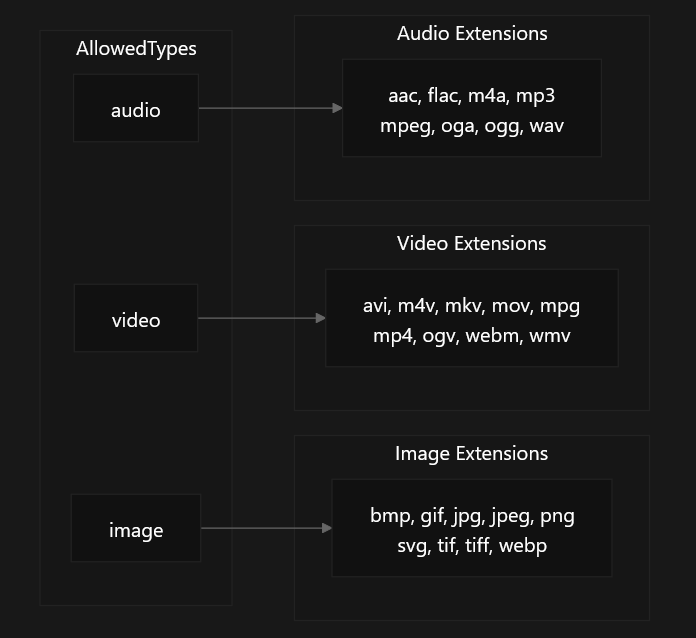 AllowedTypes
audio
video
image
Audio Extensions
aac, flac, m4a, mp3
mpeg, oga, ogg, wav
Video Extensions
avi, m4v, mkv, mov, mpg
mp4, ogv, webm, wmv
Image Extensions
bmp, gif, jpg, jpeg, png
svg, tif, tiff, webp